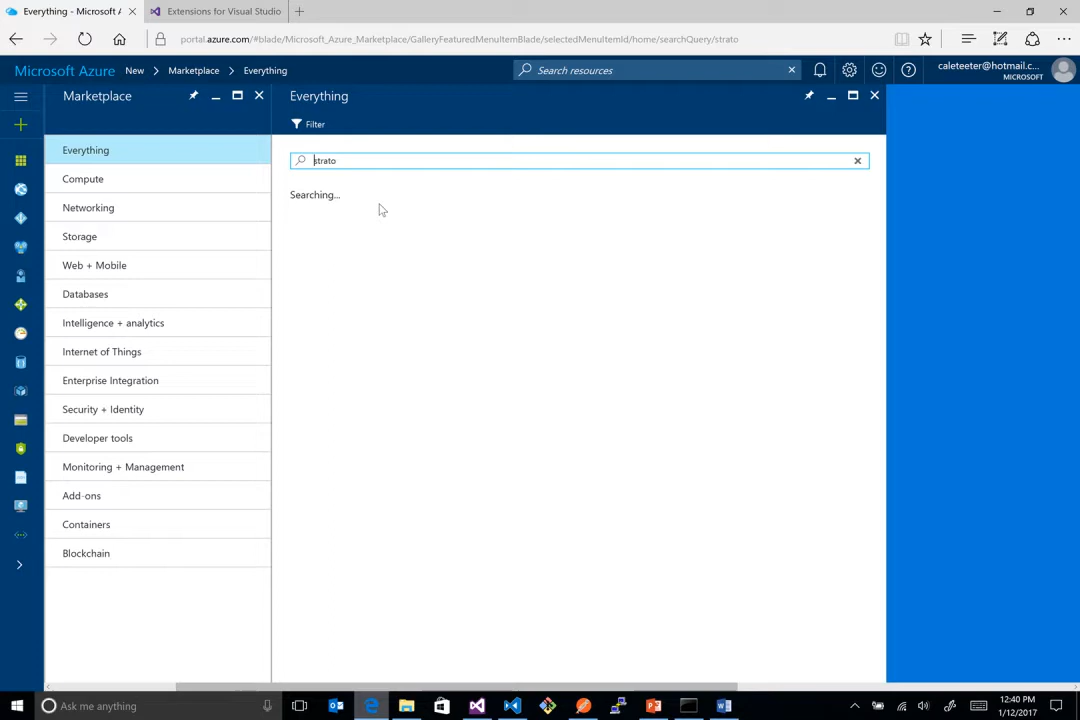 Everything - Microsoft A
Extensions for Visual Studio
portal.azure.com/#blade/Microsoft_Azure_Marketplace/GalleryFeaturedMenuItemBlade/selectedMenuItemId/home/searchQuery/strato
Microsoft Azure New > Marketplace > Everything
Search resources
caleteeter@hotmail.c...
MICROSOFT
Marketplace
Everything
Filter
strato
Searching...
Everything
Compute
Networking
Storage
Web + Mobile
Databases
Intelligence + analytics
Internet of Things
Enterprise Integration
Security + Identity
Developer tools
Monitoring + Management
Add-ons
Containers
Blockchain
Ask me anything
12:40 PM
1/12/2017